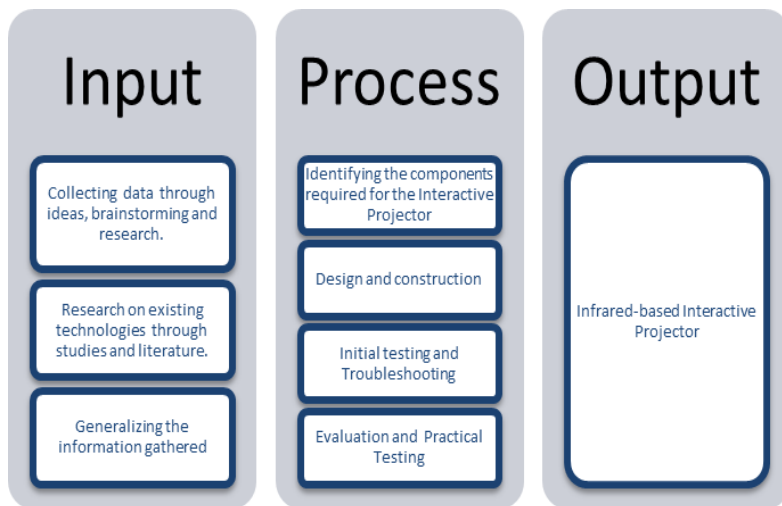 Input
Collecting data through
ideas, brainstorming and
research.
Research on existing
technologies through
studies and literature.
Generalizing the
information gathered
Process
Identifying the components
required for the Interactive
Projector
Design and construction
Initial testing and
Troubleshooting
Evaluation and Practical
Testing
Output
Infrared-based Interactive
Projector